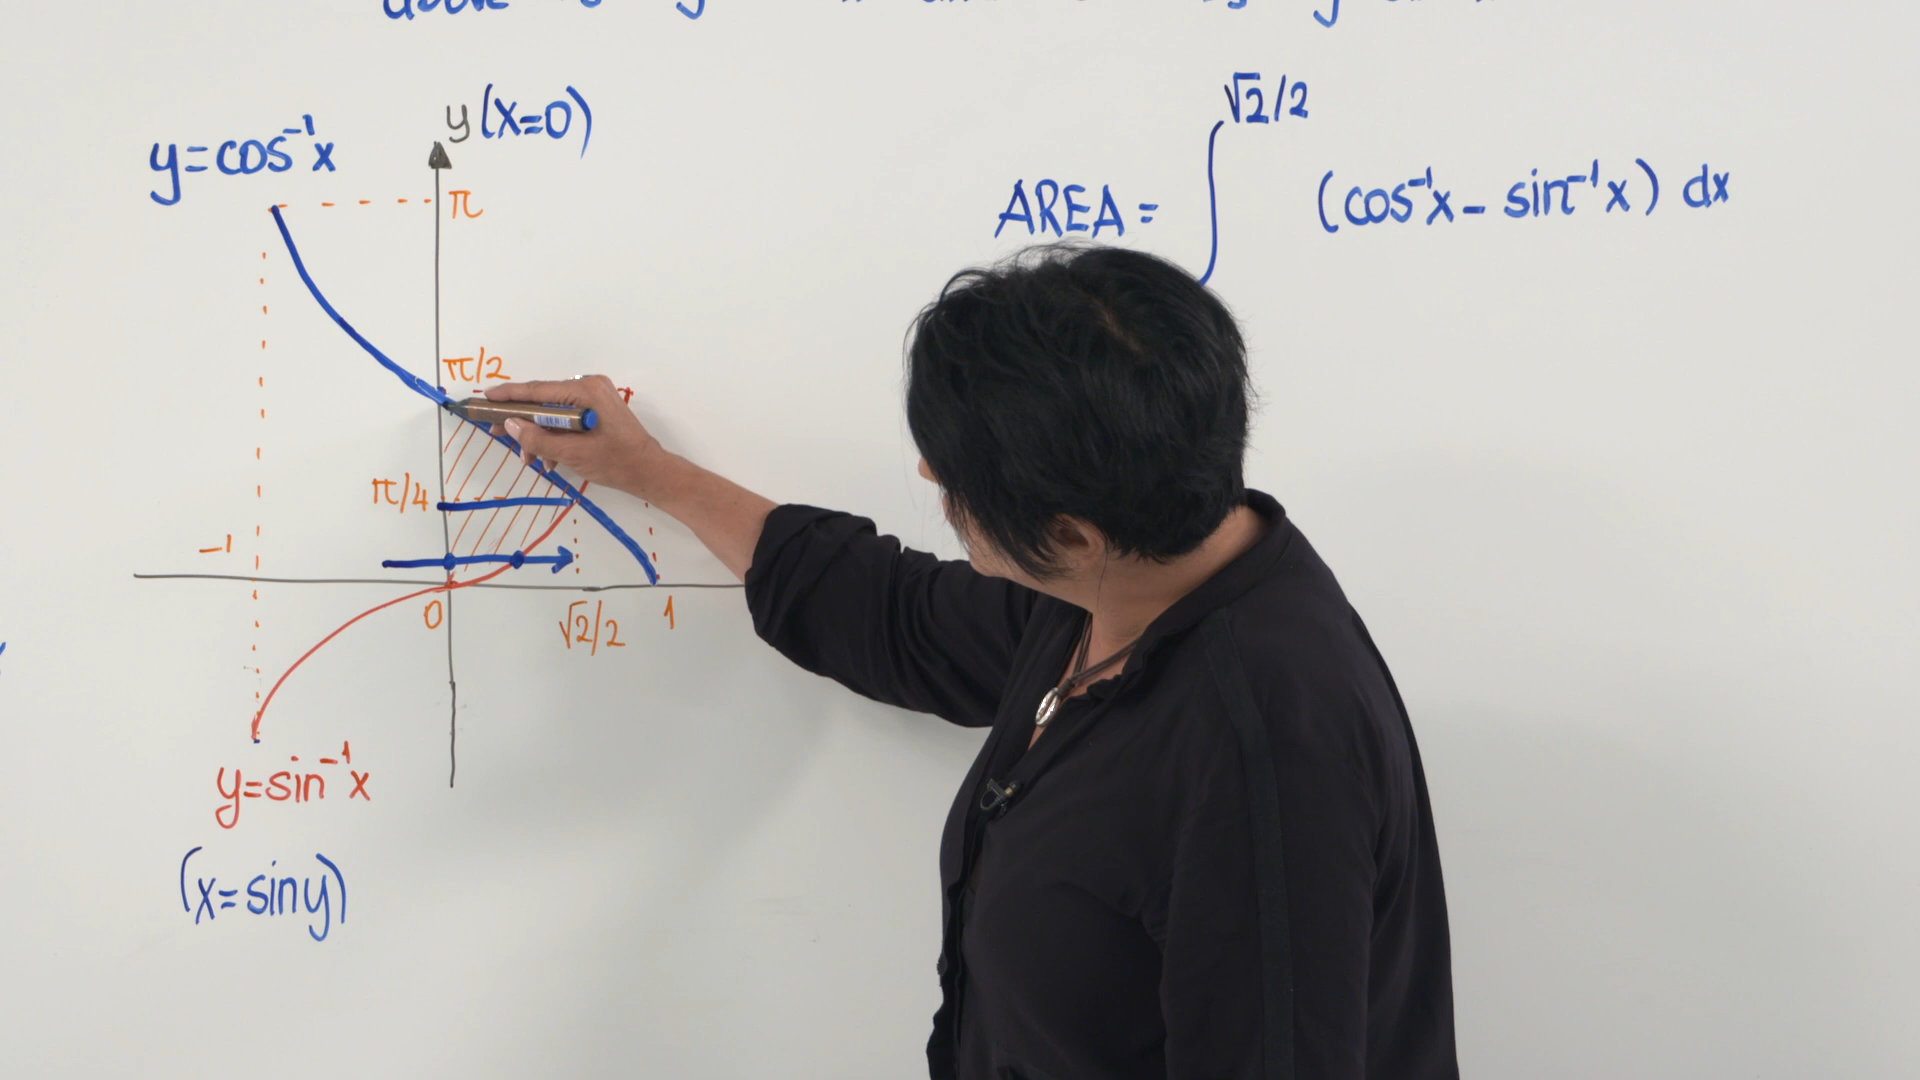 y (x=0)
y=cos⁻¹x
π
π/2
π/4
-1
0
√2/2
1
y=sin⁻¹x
(x=siny)
√2/2
AREA = ∫ (cos⁻¹x - sin⁻¹x) dx